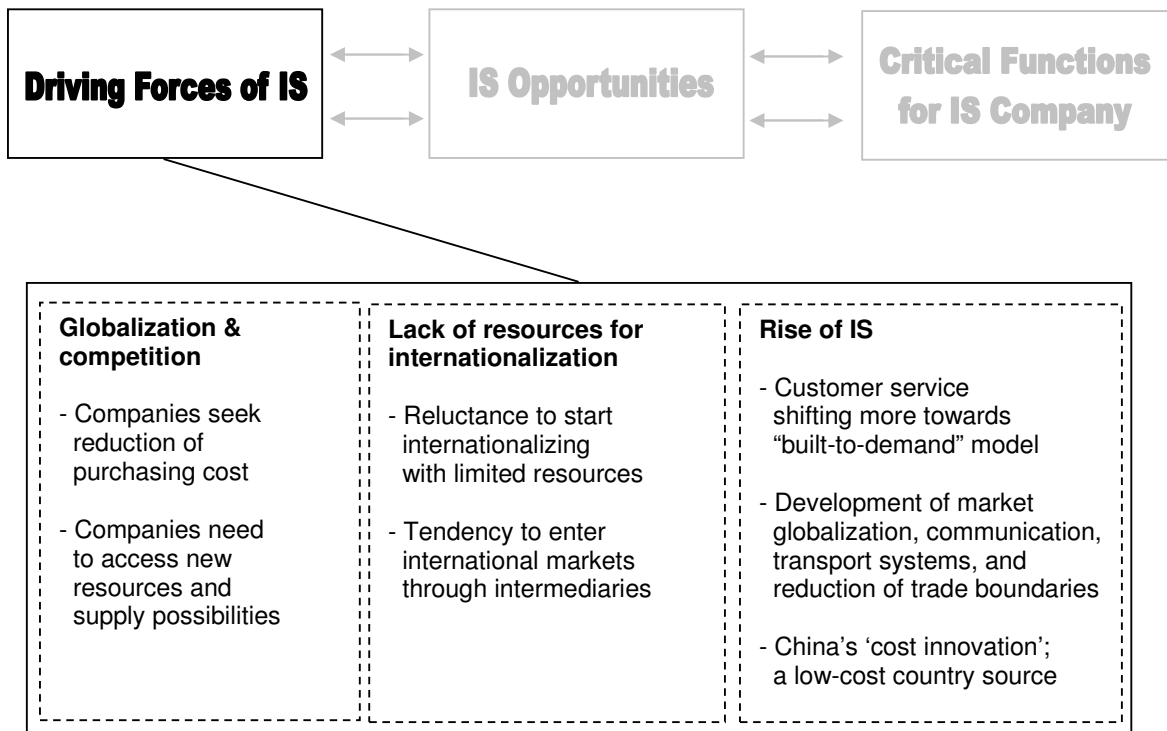 Driving Forces of IS
IS Opportunities
Critical Functions
for IS Company
Globalization &
competition
- Companies seek
reduction of
purchasing cost
- Companies need
to access new
resources and
supply possibilities
Lack of resources for
internationalization
- Reluctance to start
internationalizing
with limited resources
- Tendency to enter
international markets
through intermediaries
Rise of IS
- Customer service
shifting more towards
“built-to-demand” model
- Development of market
globalization, communication,
transport systems, and
reduction of trade boundaries
- China’s ‘cost innovation’;
a low-cost country source